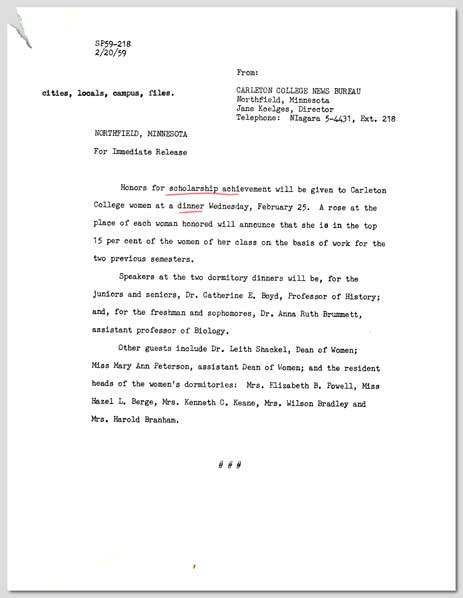 SP59-218
2/20/59
From:
cities, locals, campus, files.
CARLETON COLLEGE NEWS BUREAU
Northfield, Minnesota
Jane Koelges, Director
Telephone: NIagara 5-4431, Ext. 218
NORTHFIELD, MINNESOTA
For Immediate Release
Honors for scholarship achievement will be given to Carleton
College women at a dinner Wednesday, February 25. A rose at the
place of each woman honored will announce that she is in the top
15 per cent of the women of her class on the basis of work for the
two previous semesters.
Speakers at the two dormitory dinners will be, for the
juniors and seniors, Dr. Catherine E. Boyd, Professor of History;
and, for the freshman and sophomores, Dr. Anna Ruth Brummett,
assistant professor of Biology.
Other guests include Dr. Leith Shackel, Dean of Women;
Miss Mary Ann Peterson, assistant Dean of Women; and the resident
heads of the women's dormitories: Mrs. Elizabeth B. Powell, Miss
Hazel L. Berge, Mrs. Kenneth C. Keane, Mrs. Wilson Bradley and
Mrs. Harold Branham.
# # #